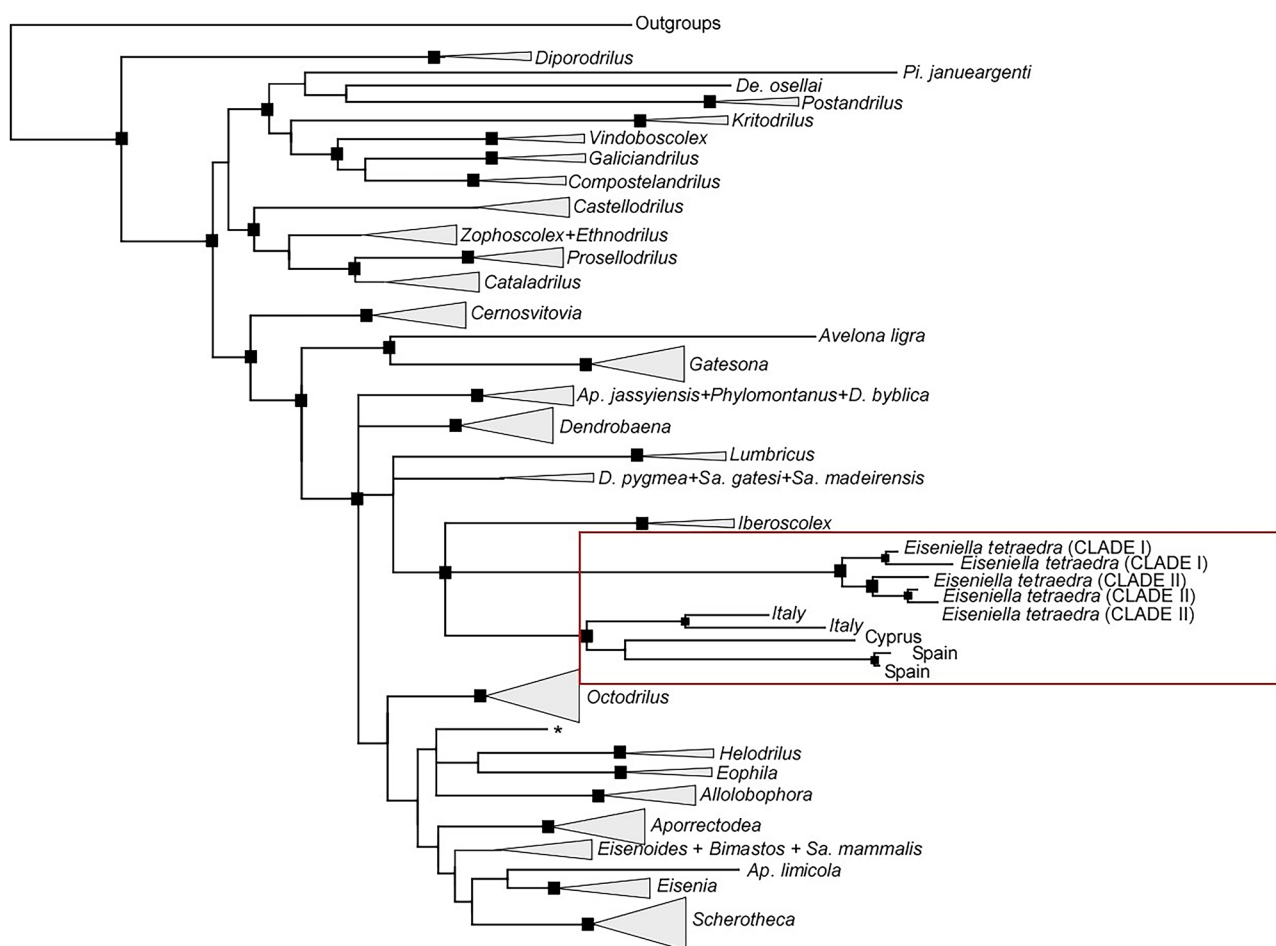 Outgroups
Diporodrilus
Pi. janueargenti
De. osellai
Postandrilus
Kritodrilus
Vindoboscolex
Galiciandrilus
Compostelandrilus
Castellodrilus
Zophoscolex+Ethnodrilus
Prosellodrilus
Cataladrilus
Cernosvitovia
Avelona ligra
Gatesona
Ap. jassyiensis+Phylomontanus+D. byblica
Dendrobaena
Lumbricus
D. pygmea+Sa. gatesi+Sa. madeirensis
Iberoscolex
Eiseniella tetraedra (CLADE I)
Eiseniella tetraedra (CLADE I)
Eiseniella tetraedra (CLADE II)
Eiseniella tetraedra (CLADE II)
Eiseniella tetraedra (CLADE II)
Italy
Italy
Cyprus
Spain
Spain
Octodrilus
*
Helodrilus
Eophila
Allolobophora
Aporrectodea
Eisenoides + Bimastos + Sa. mammalis
Ap. limicola
Eisenia
Scherotheca